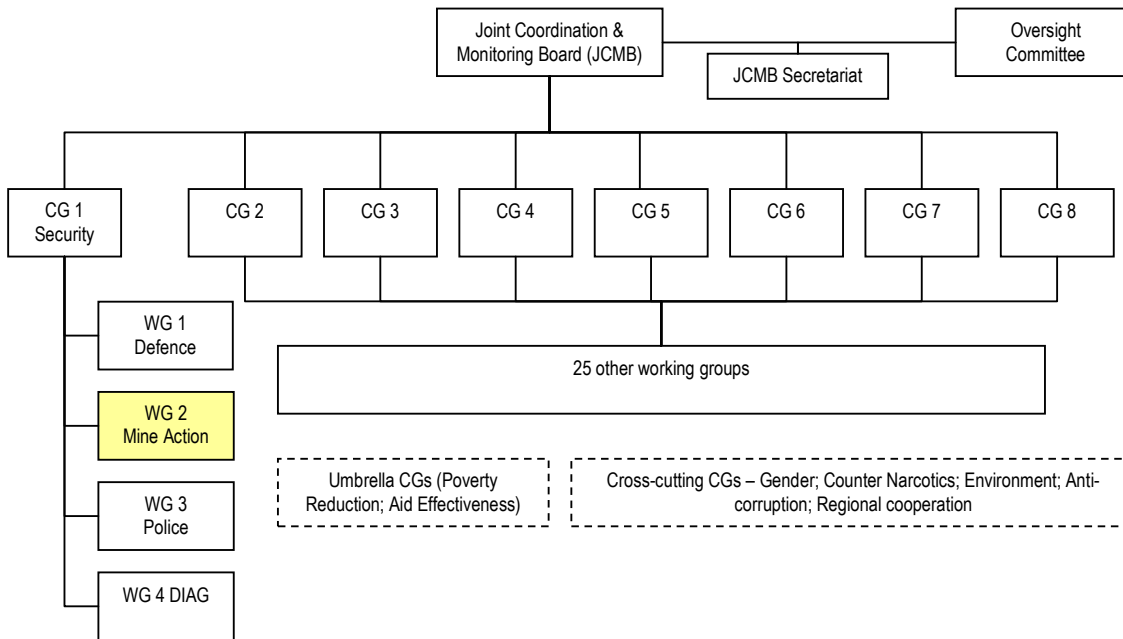 Joint Coordination &
Monitoring Board (JCMB)
Oversight
Committee
JCMB Secretariat
CG 1
Security
CG 2
CG 3
CG 4
CG 5
CG 6
CG 7
CG 8
WG 1
Defence
25 other working groups
WG 2
Mine Action
Umbrella CGs (Poverty
Reduction; Aid Effectiveness)
Cross-cutting CGs – Gender; Counter Narcotics; Environment; Anti-
corruption; Regional cooperation
WG 3
Police
WG 4 DIAG